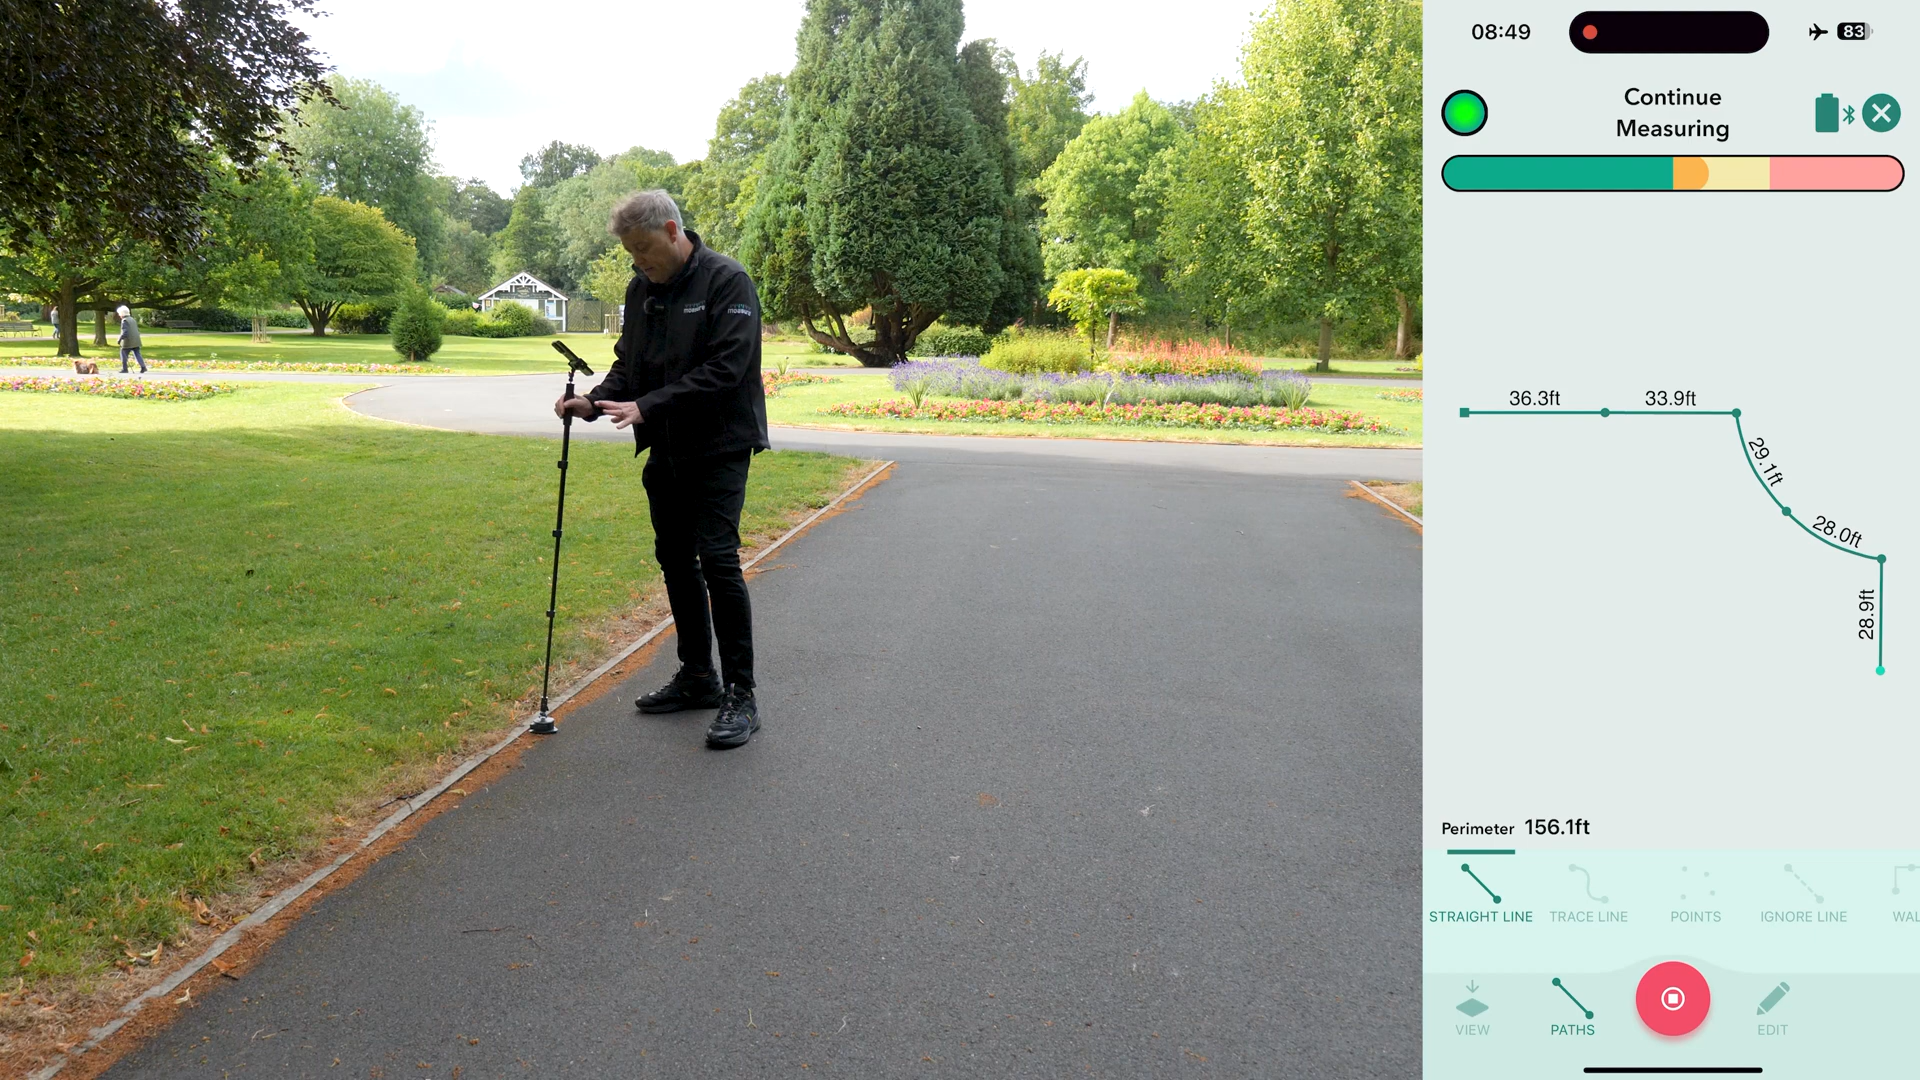 08:49
83
Continue
Measuring
36.3ft
33.9ft
29.1ft
28.0ft
28.9ft
Perimeter 156.1ft
STRAIGHT LINE
TRACE LINE
POINTS
IGNORE LINE
WAL
VIEW
PATHS
EDIT